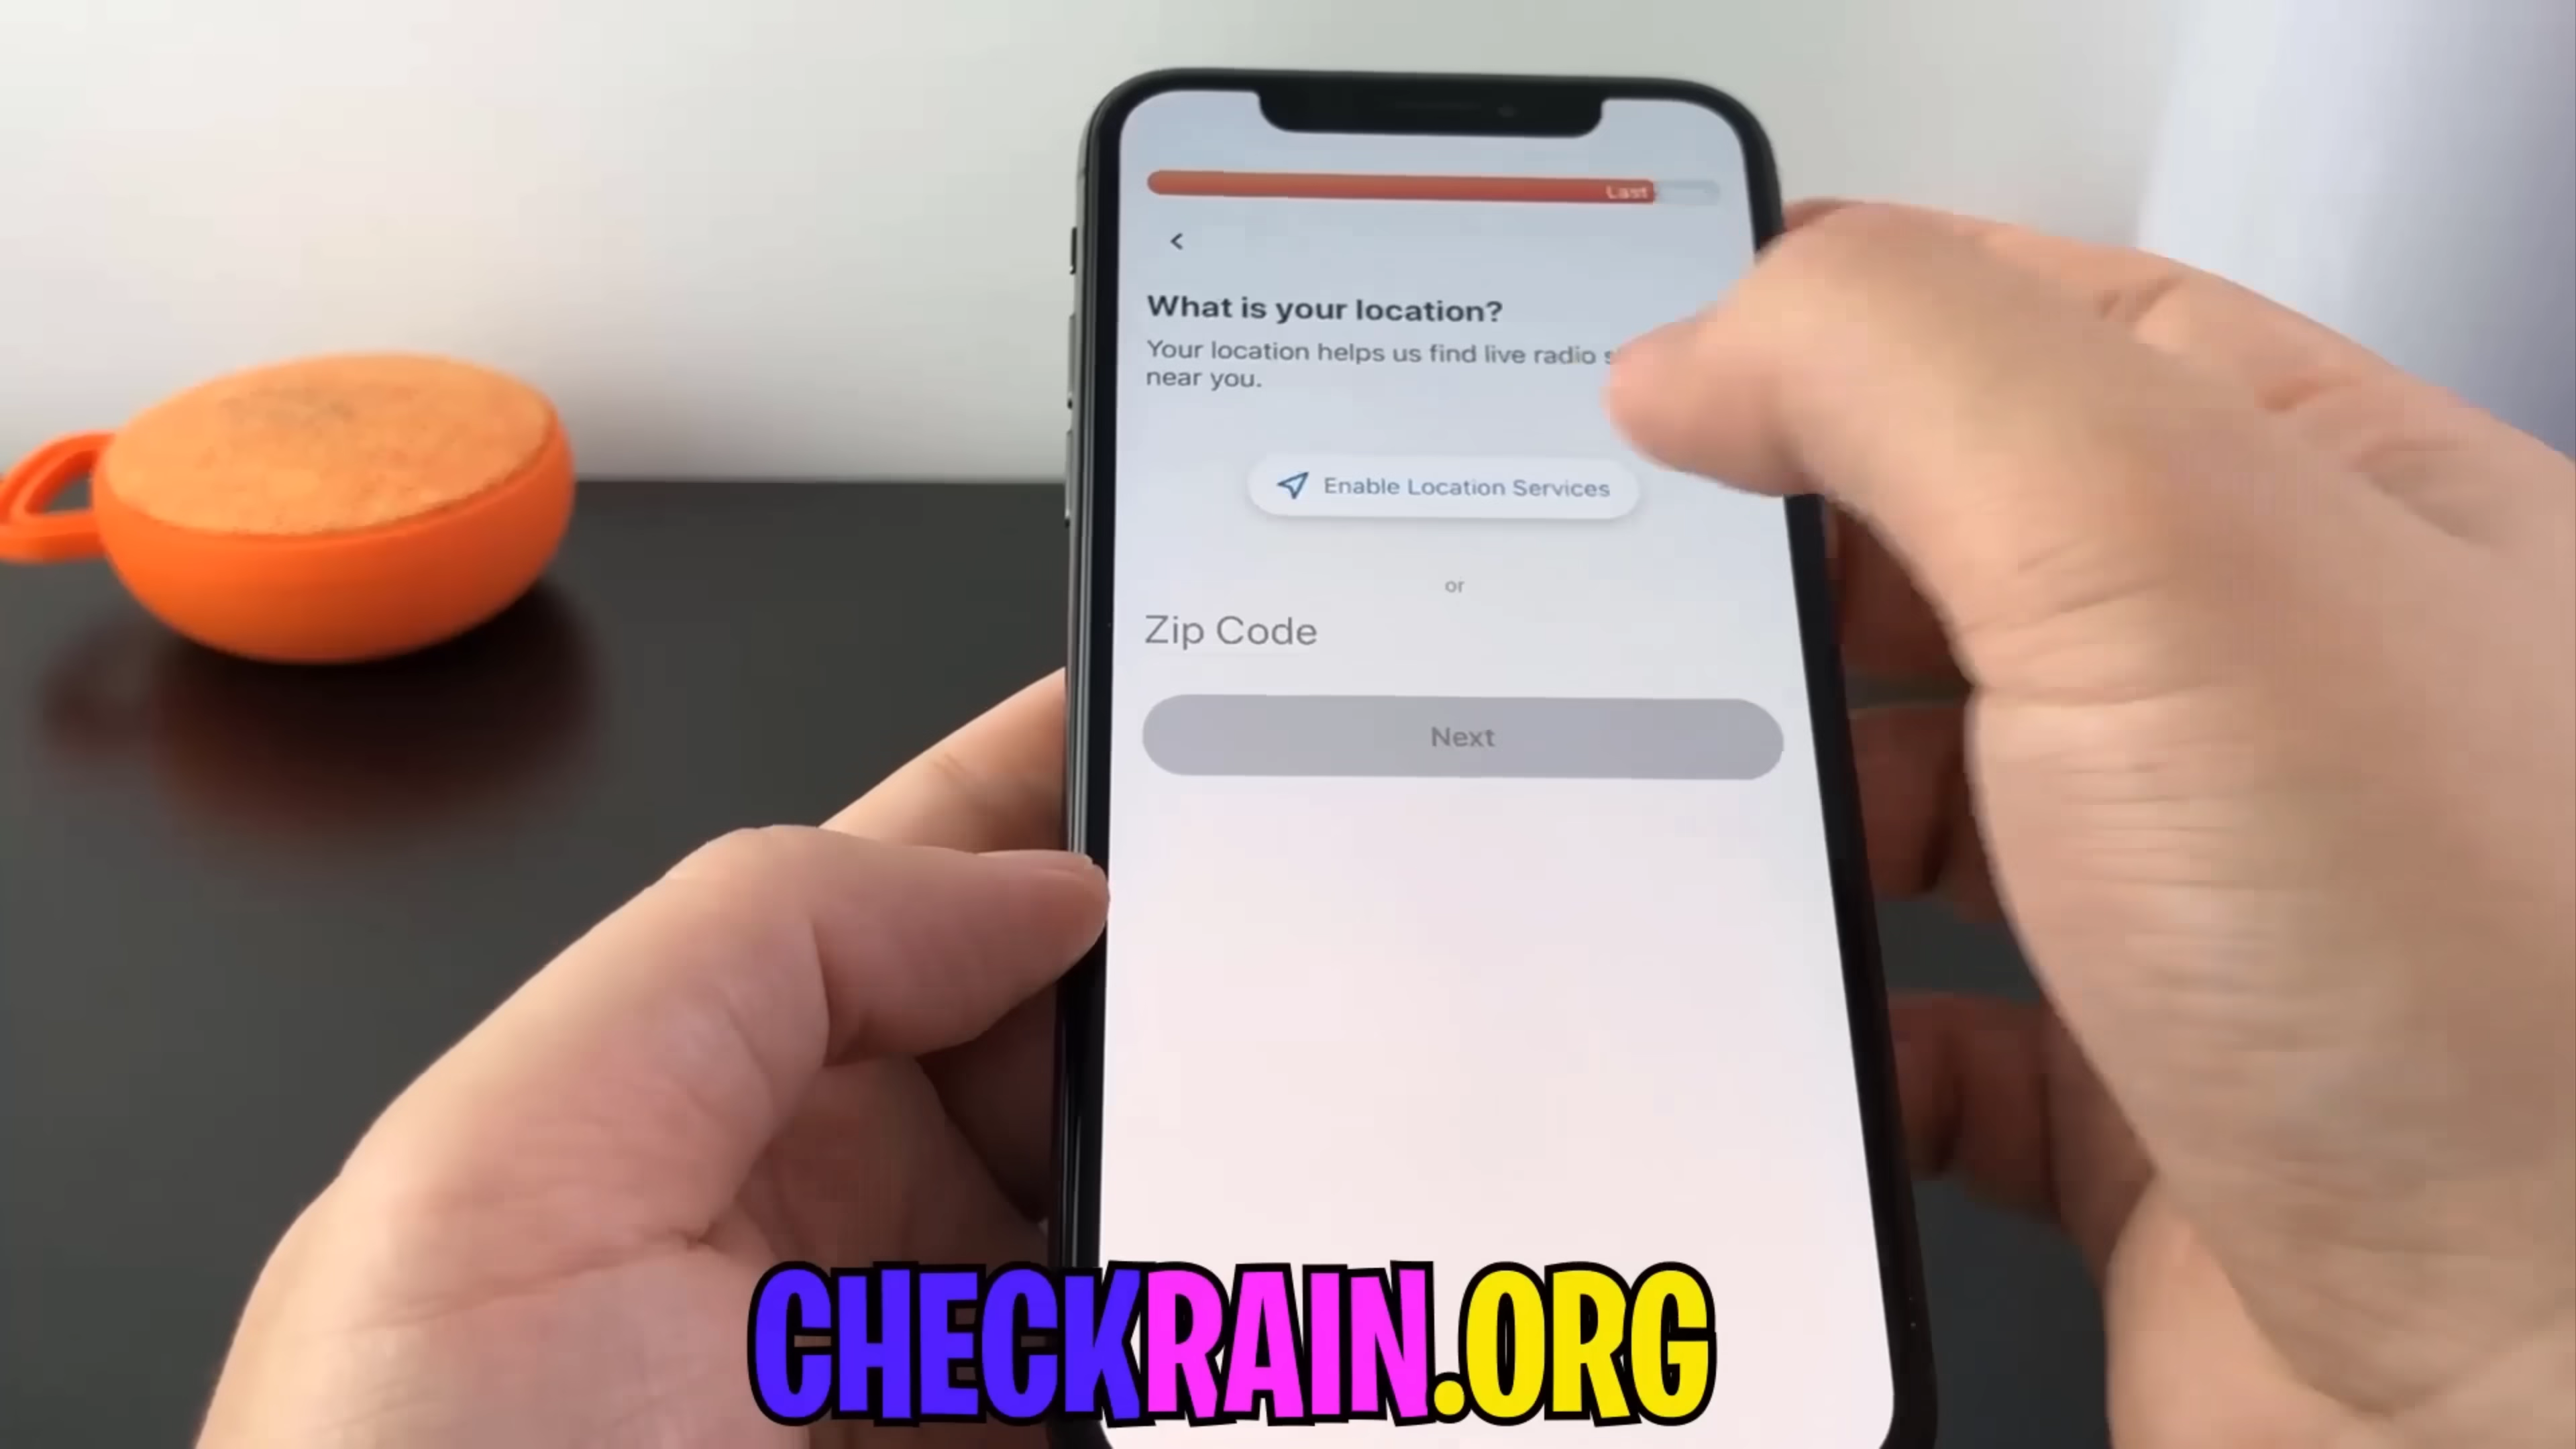 Last
<
What is your location?
Your location helps us find live radio
near you.
Enable Location Services
or
Zip Code
Next
CHECKRAIN.ORG